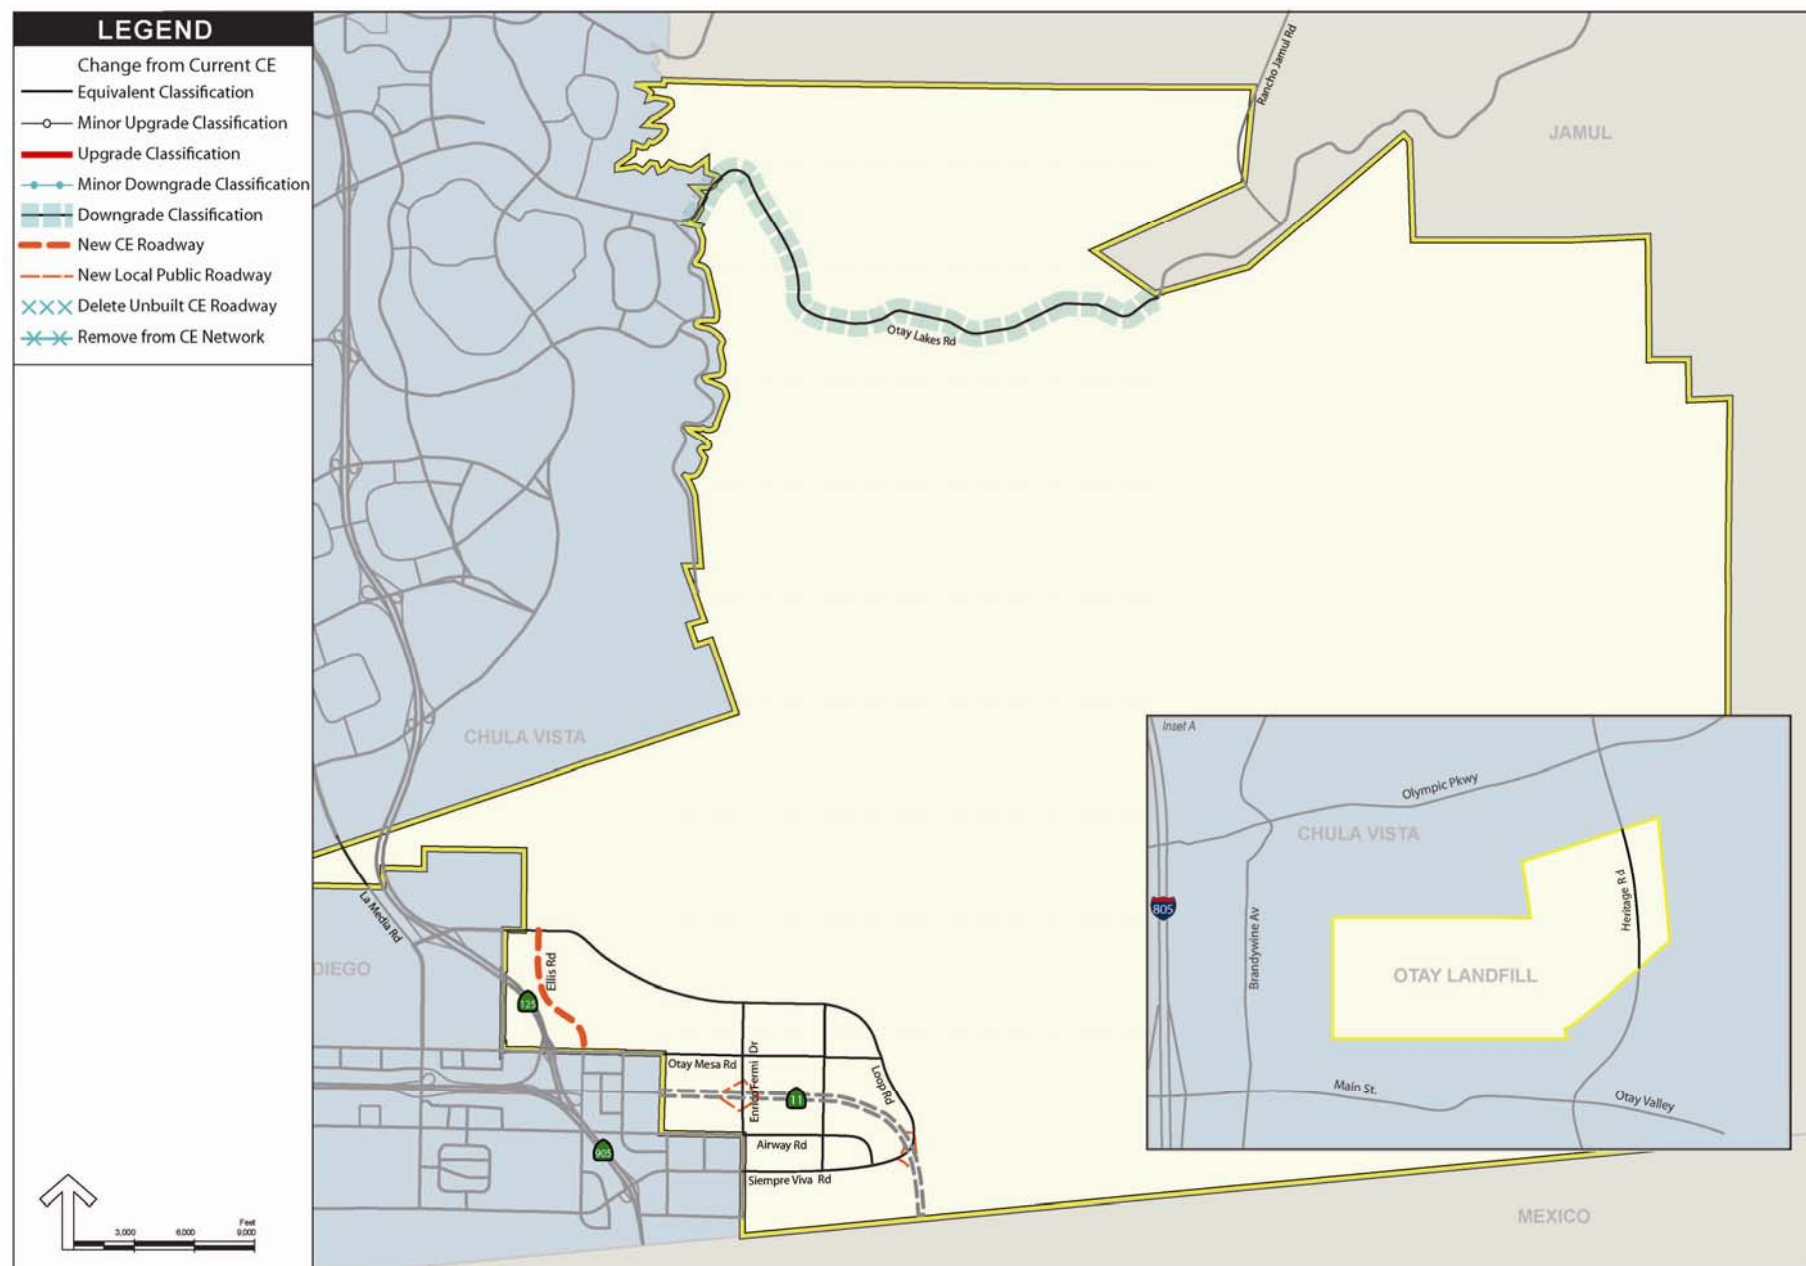 LEGEND
Change from Current CE
Equivalent Classification
Minor Upgrade Classification
Upgrade Classification
Minor Downgrade Classification
Downgrade Classification
New CE Roadway
New Local Public Roadway
Delete Unbuilt CE Roadway
Remove from CE Network
Rancho Jamul Rd
JAMUL
Otay Lakes Rd
CHULA VISTA
La Media Rd
DIEGO
Ellis Rd
125
Otay Mesa Rd
Enrico Fermi Dr
11
Loop Rd
Airway Rd
905
Siempre Viva Rd
MEXICO
Inset A
Olympic Pkwy
CHULA VISTA
805
Brandywine Av
Heritage Rd
OTAY LANDFILL
Main St.
Otay Valley
Feet
3,000 6,000 9,000